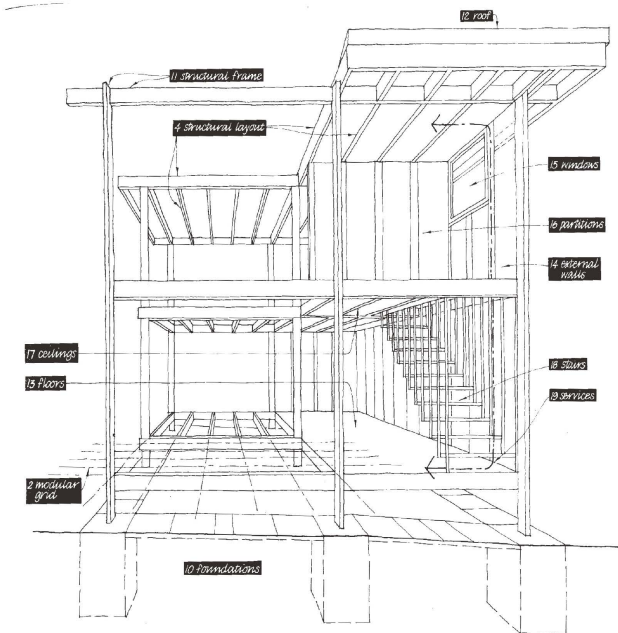 12 roof
11 structural frame
4 structural layout
15 windows
16 partitions
14 external
walls
17 ceilings
13 floors
18 stairs
19 services
2 modular
grid
10 foundations